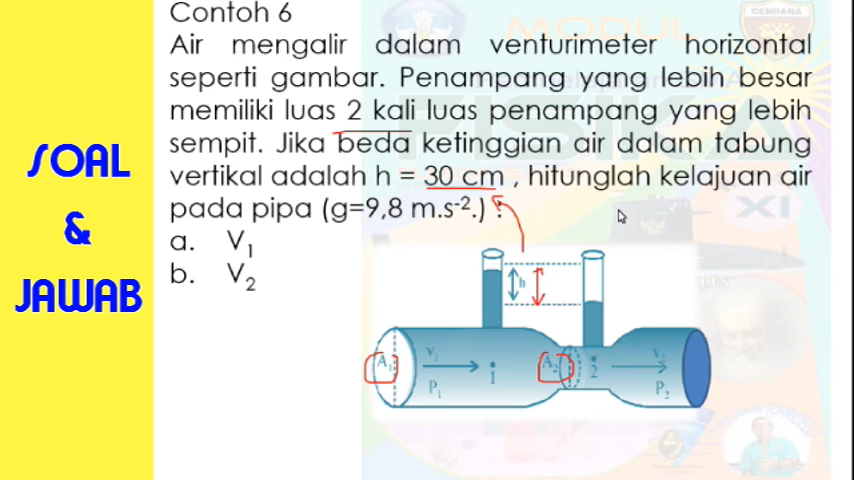 Contoh 6
Air mengalir dalam venturimeter horizontal
seperti gambar. Penampang yang lebih besar
memiliki luas 2 kali luas penampang yang lebih
sempit. Jika beda ketinggian air dalam tabung
vertikal adalah h = 30 cm , hitunglah kelajuan air
pada pipa (g=9,8 m.s⁻².) ?
a. V₁
b. V₂
SOAL
&
JAWAB
h
A₁
v₁
P₁
1
A₂
2
P₂
MODUL
FISIKA
XI
CENDANA